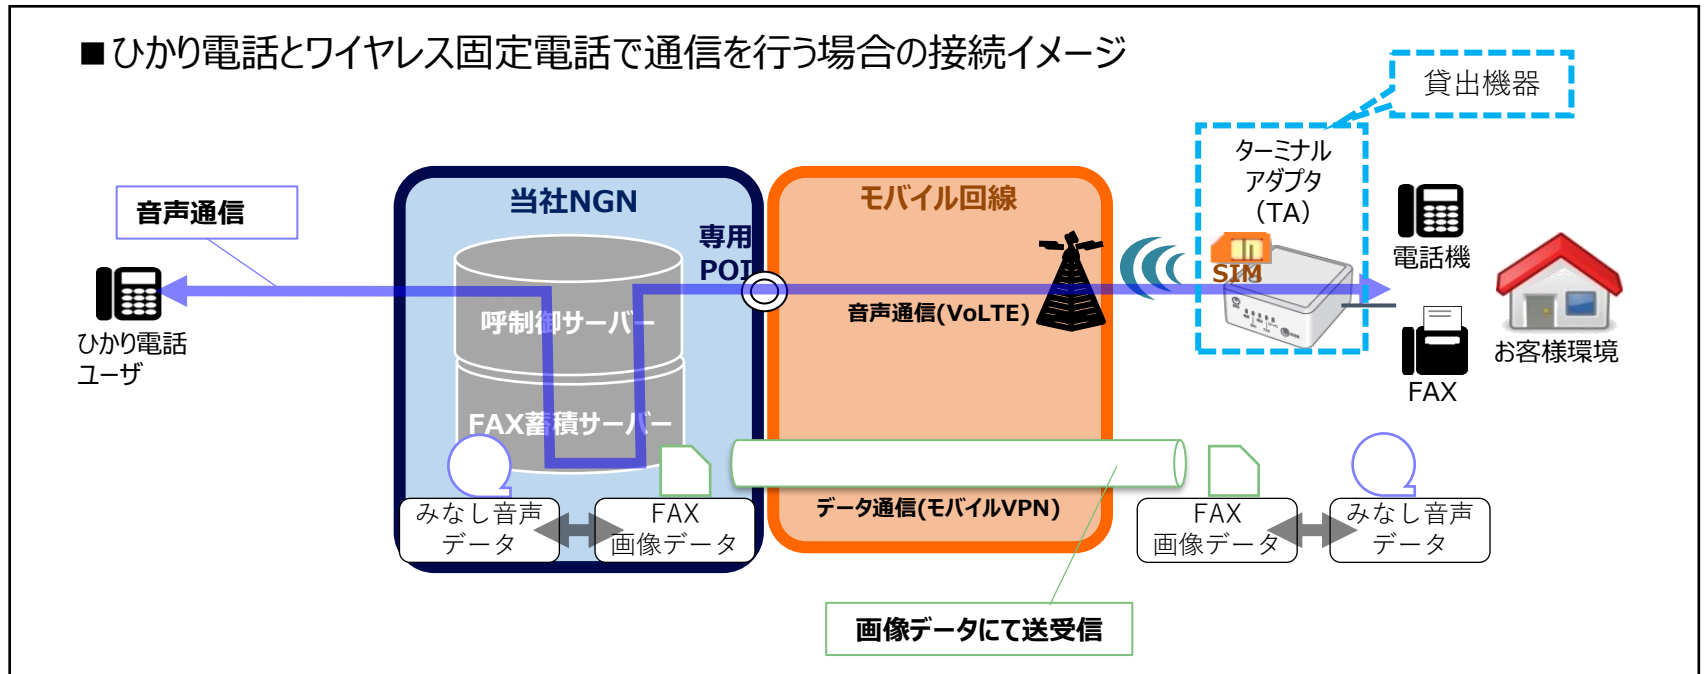 ■ひかり電話とワイヤレス固定電話で通信を行う場合の接続イメージ
貸出機器
ターミナル
アダプタ
（TA）
音声通信
当社NGN
モバイル回線
専用
POI
SIM
電話機
呼制御サーバー
音声通信(VoLTE)
ひかり電話
ユーザ
お客様環境
FAX
FAX蓄積サーバー
みなし音声
データ
FAX
画像データ
データ通信(モバイルVPN)
FAX
画像データ
みなし音声
データ
画像データにて送受信